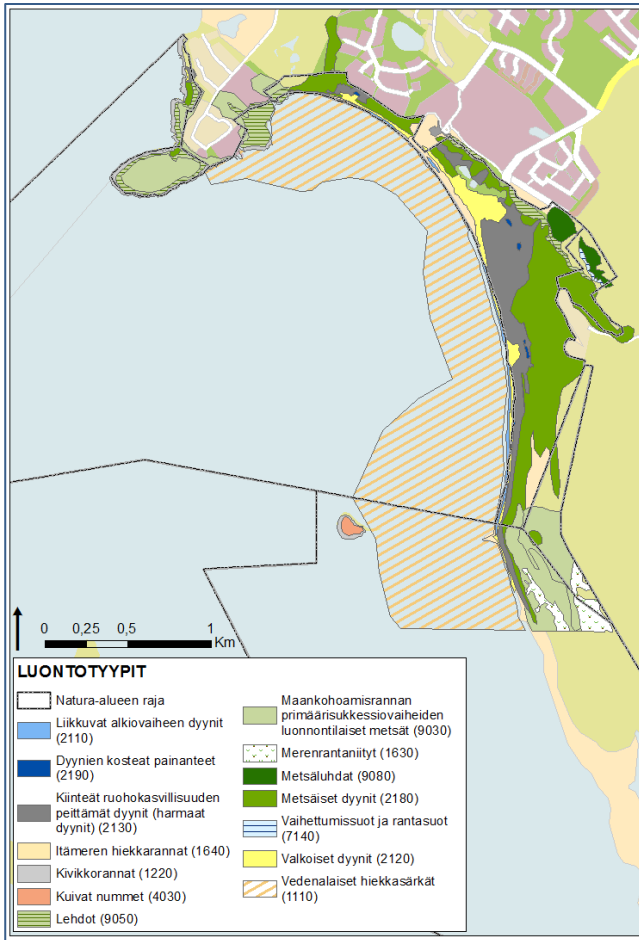 0 0,25 0,5 1
Km
LUONTOTYYPIT
Natura-alueen raja
Liikkuvat alkiovaiheen dyynit
(2110)
Dyynien kosteat painanteet
(2190)
Kiinteät ruohokasvillisuuden
peittämät dyynit (harmaat
dyynit) (2130)
Itämeren hiekkarannat (1640)
Kivikkorannat (1220)
Kuivat nummet (4030)
Lehdot (9050)
Maankohoamisrannan
primäärisukkessiovaiheiden
luonnontilaiset metsät (9030)
Merenrantaniityt (1630)
Metsäluhdat (9080)
Metsäiset dyynit (2180)
Vaihettumissuot ja rantasuot
(7140)
Valkoiset dyynit (2120)
Vedenalaiset hiekkasärkät
(1110)